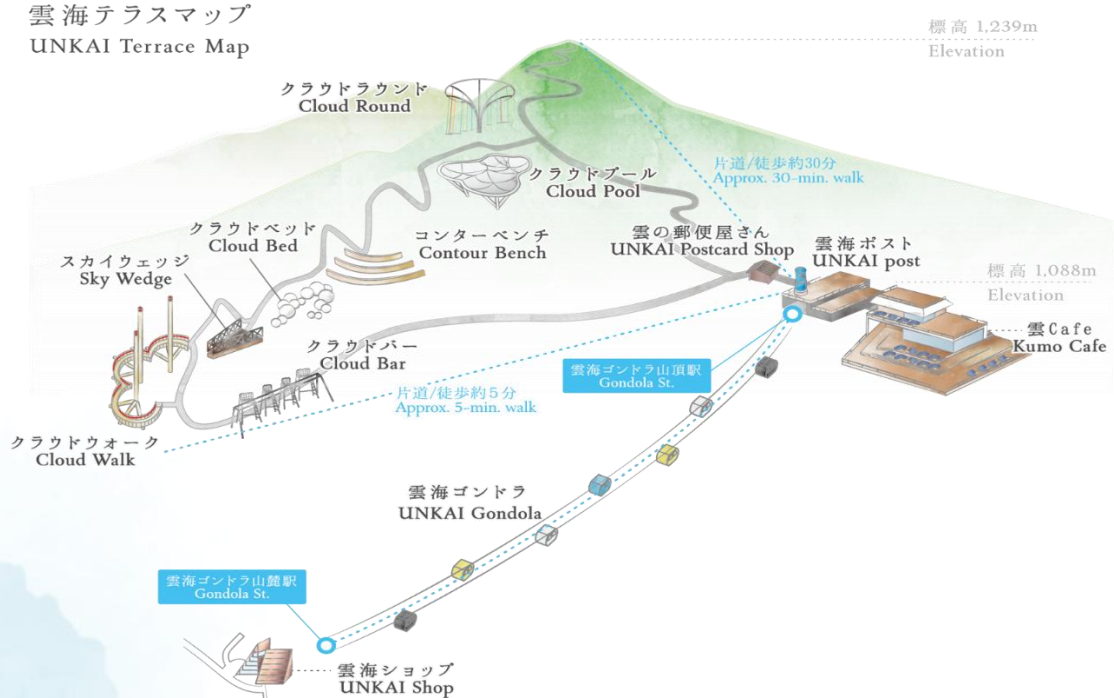 雲海テラスマップ
UNKAI Terrace Map
標高 1,239m
Elevation
クラウドラウンド
Cloud Round
片道/徒歩約30分
Approx. 30-min. walk
クラウドプール
Cloud Pool
クラウドベッド
Cloud Bed
コンターベンチ
Contour Bench
雲の郵便屋さん
UNKAI Postcard Shop
雲海ポスト
UNKAI post
スカイウェッジ
Sky Wedge
標高 1,088m
Elevation
雲Cafe
Kumo Cafe
クラウドバー
Cloud Bar
雲海ゴンドラ山頂駅
Gondola St.
片道/徒歩約5分
Approx. 5-min. walk
クラウドウォーク
Cloud Walk
雲海ゴンドラ
UNKAI Gondola
雲海ゴンドラ山麓駅
Gondola St.
雲海ショップ
UNKAI Shop